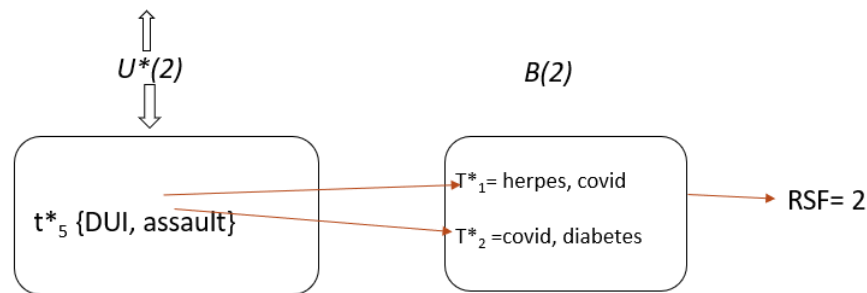 U*(2)
B(2)
T*₁= herpes, covid
RSF= 2
t*₅ {DUI, assault}
T*₂ =covid, diabetes